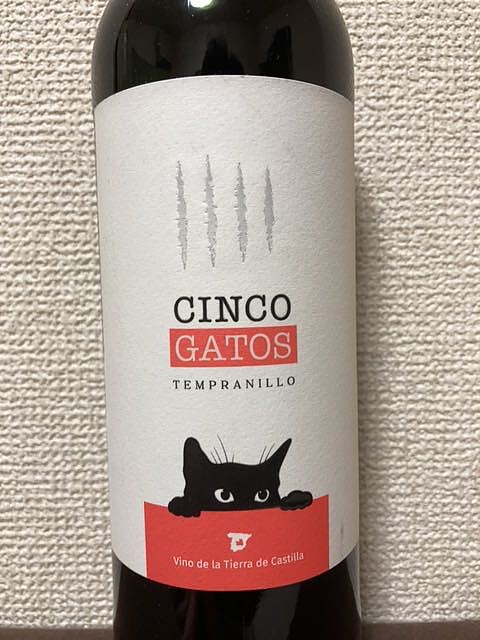 CINCO
GATOS
TEMPRANILLO
Vino de la Tierra de Castilla